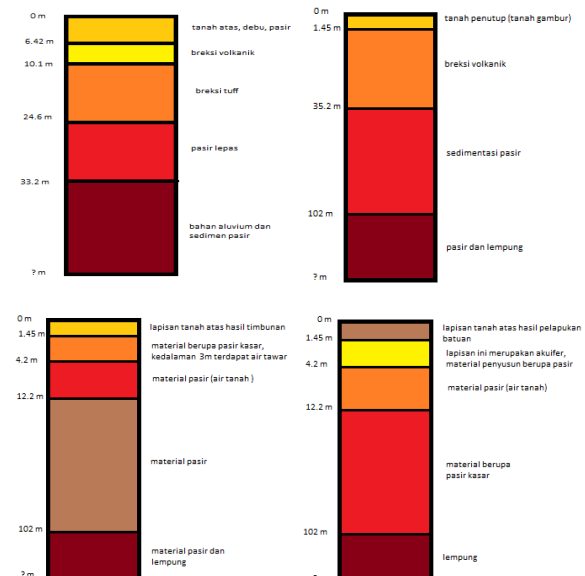 0 m
tanah atas, debu, pasir
6.42 m
breksi volkanik
10.1 m
breksi tuff
24.6 m
pasir lepas
33.2 m
bahan aluvium dan
sedimen pasir
? m
0 m
tanah penutup (tanah gambur)
1.45 m
breksi volkanik
35.2 m
sedimentasi pasir
102 m
pasir dan lempung
? m
0 m
lapisan tanah atas hasil timbunan
1.45 m
material berupa pasir kasar,
kedalaman 3m terdapat air tawar
4.2 m
material pasir (air tanah )
12.2 m
material pasir
102 m
material pasir dan
lempung
? m
0 m
lapisan tanah atas hasil pelapukan
batuan
1.45 m
lapisan ini merupakan akuifer,
material penyusun berupa pasir
4.2 m
material pasir (air tanah)
12.2 m
material berupa
pasir kasar
102 m
lempung